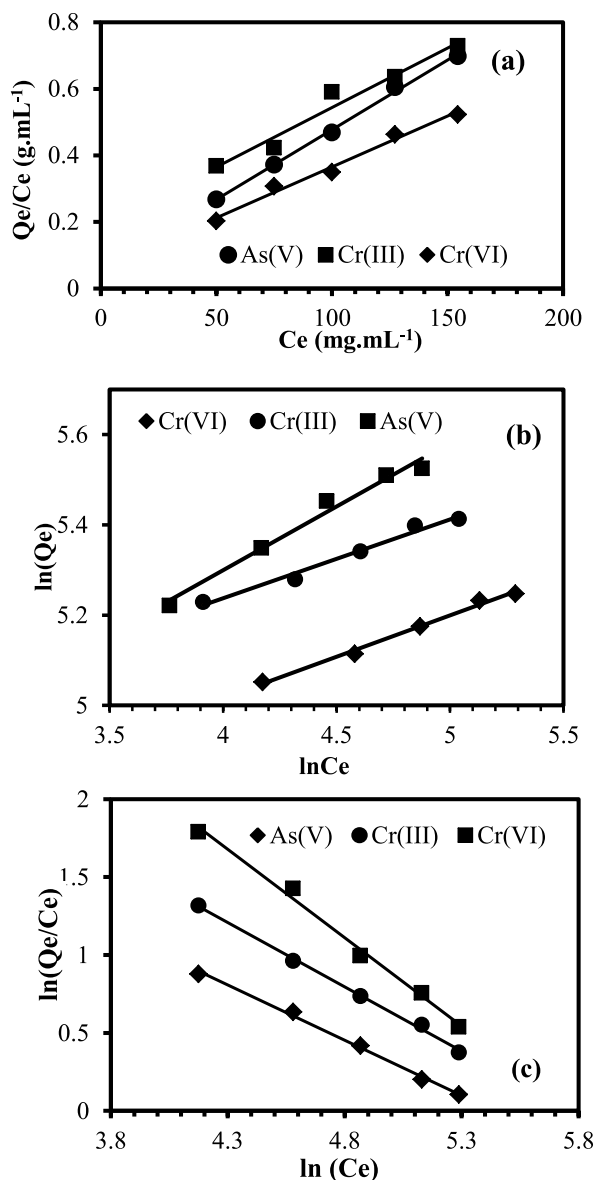 (a)
Qe/Ce (g.mL⁻¹)
0.8
0.6
0.4
0.2
0
As(V) Cr(III) Cr(VI)
0 50 100 150 200
Ce (mg.mL⁻¹)
(b)
Cr(VI) Cr(III) As(V)
ln(Qe)
5.6
5.4
5.2
5
3.5 4 4.5 5 5.5
lnCe
As(V) Cr(III) Cr(VI)
ln(Qe/Ce)
2
1.5
1
0.5
0
(c)
3.8 4.3 4.8 5.3 5.8
ln (Ce)